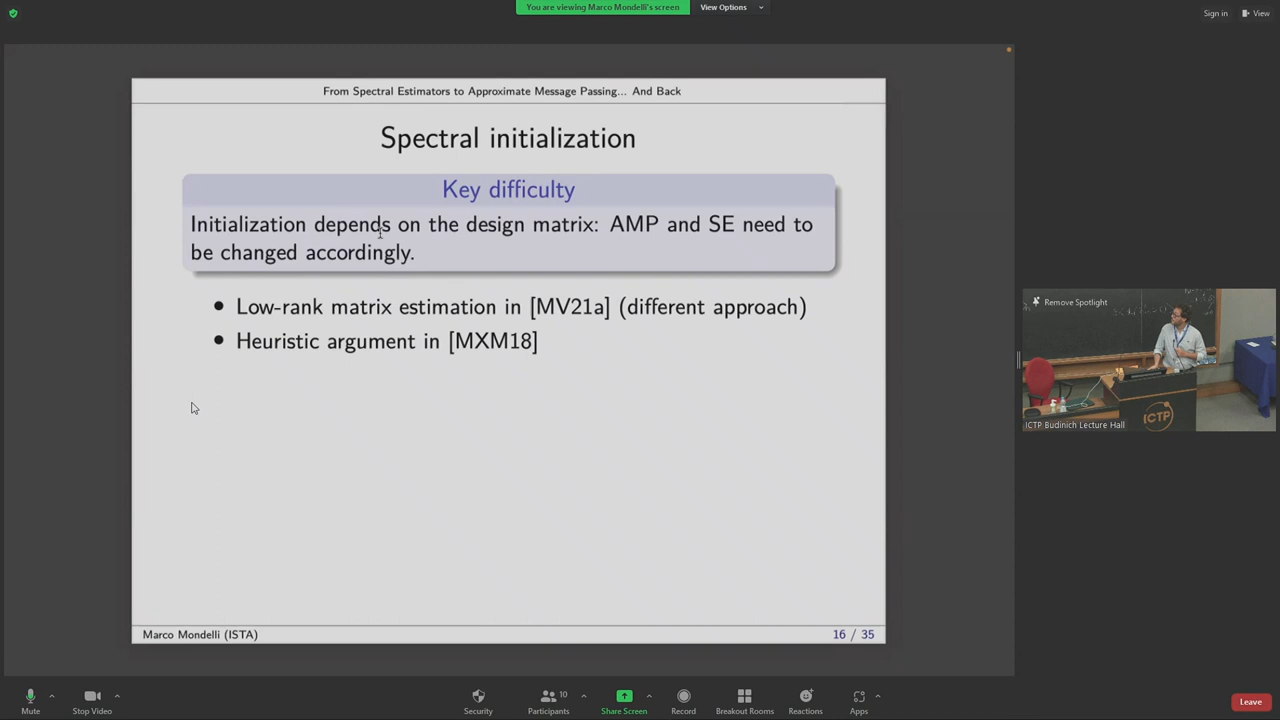 You are viewing Marco Mondelli's screen
View Options
Sign in
View
From Spectral Estimators to Approximate Message Passing... And Back
Spectral initialization
Key difficulty
Initialization depends on the design matrix: AMP and SE need to
be changed accordingly.
• Low-rank matrix estimation in [MV21a] (different approach)
• Heuristic argument in [MXM18]
Marco Mondelli (ISTA)
16 / 35
Remove Spotlight
ICTP
ICTP Budinich Lecture Hall
Mute
Stop Video
Security
Participants
10
Share Screen
Record
Breakout Rooms
Reactions
Apps
Leave